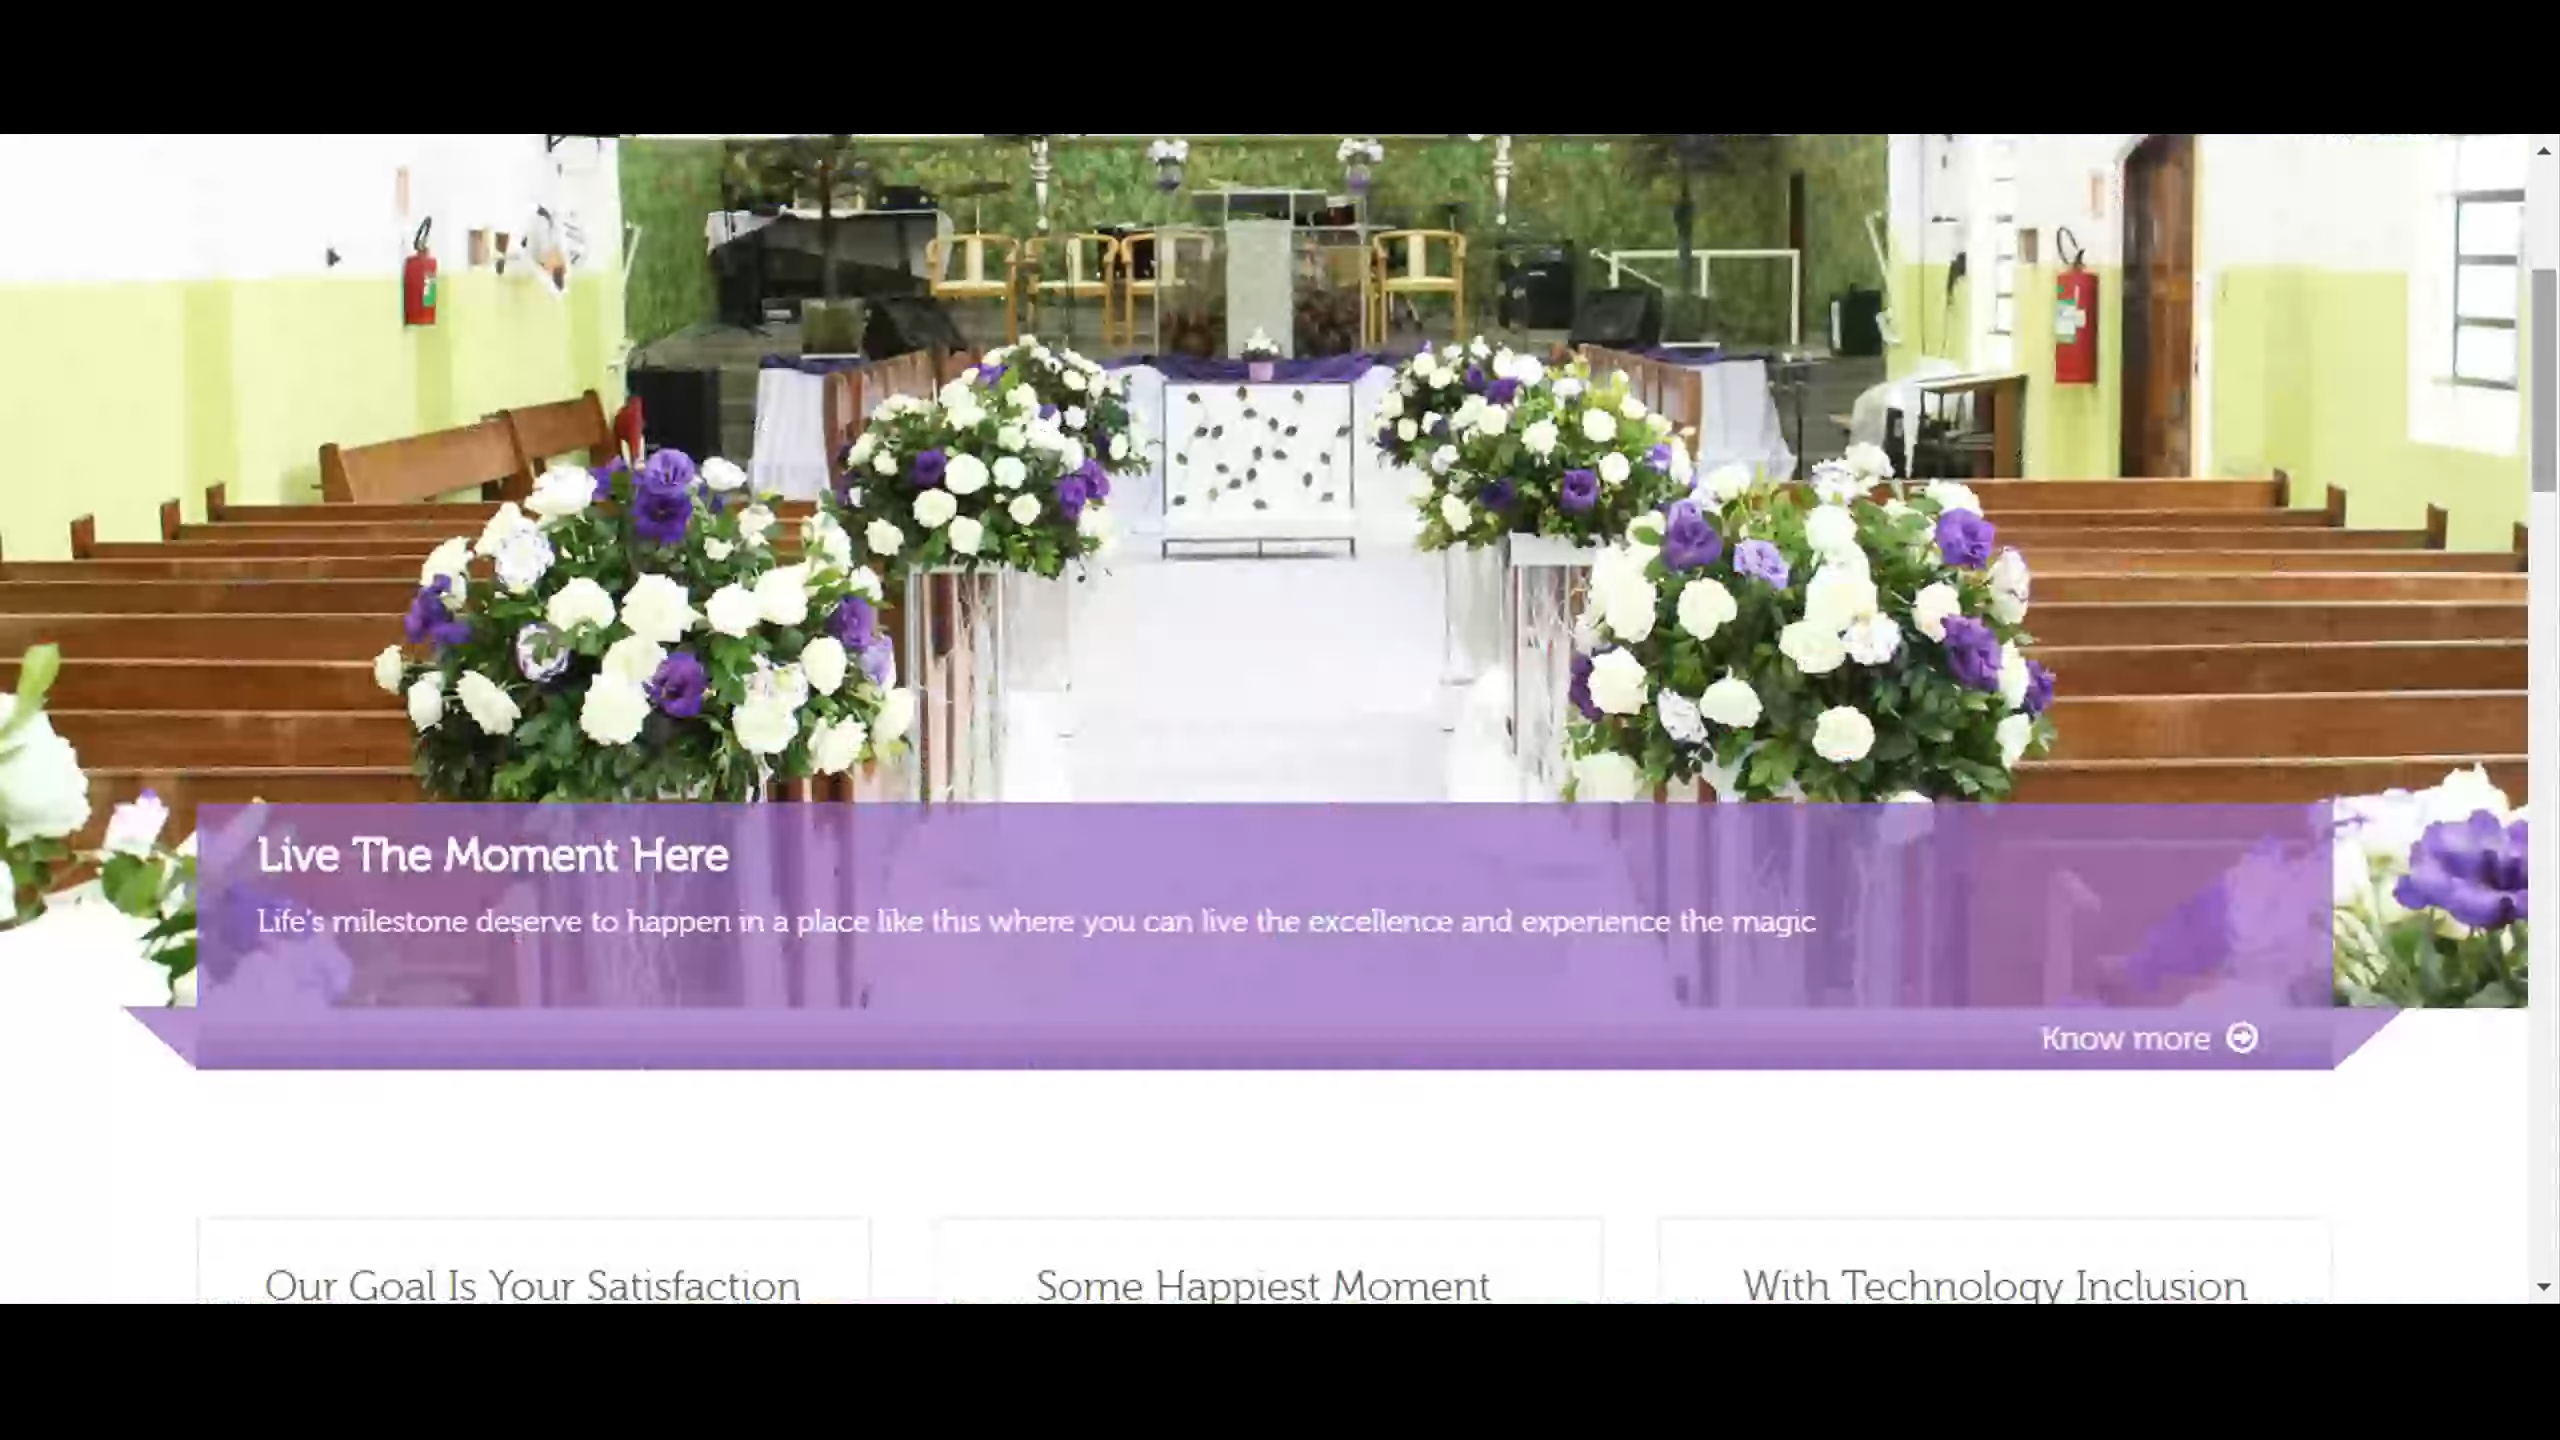 Live The Moment Here
Life's milestone deserve to happen in a place like this where you can live the excellence and experience the magic
Know more
Our Goal Is Your Satisfaction
Some Happiest Moment
With Technology Inclusion